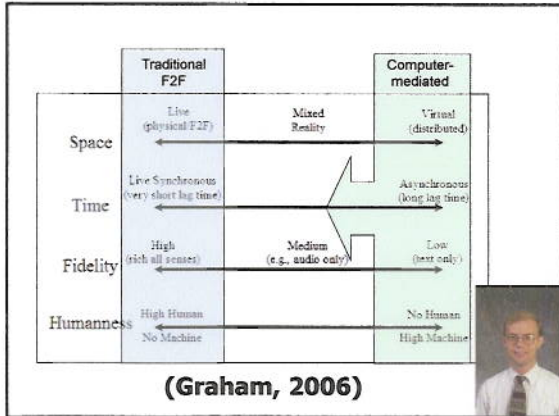 Traditional
F2F
Computer-
mediated
Space
Live
(physical/F2F)
Mixed
Reality
Virtual
(distributed)
Time
Live Synchronous
(very short lag time)
Asynchronous
(long lag time)
Fidelity
High
(rich all senses)
Medium
(e.g., audio only)
Low
(text only)
Humanness
High Human
No Machine
No Human
High Machine
(Graham, 2006)